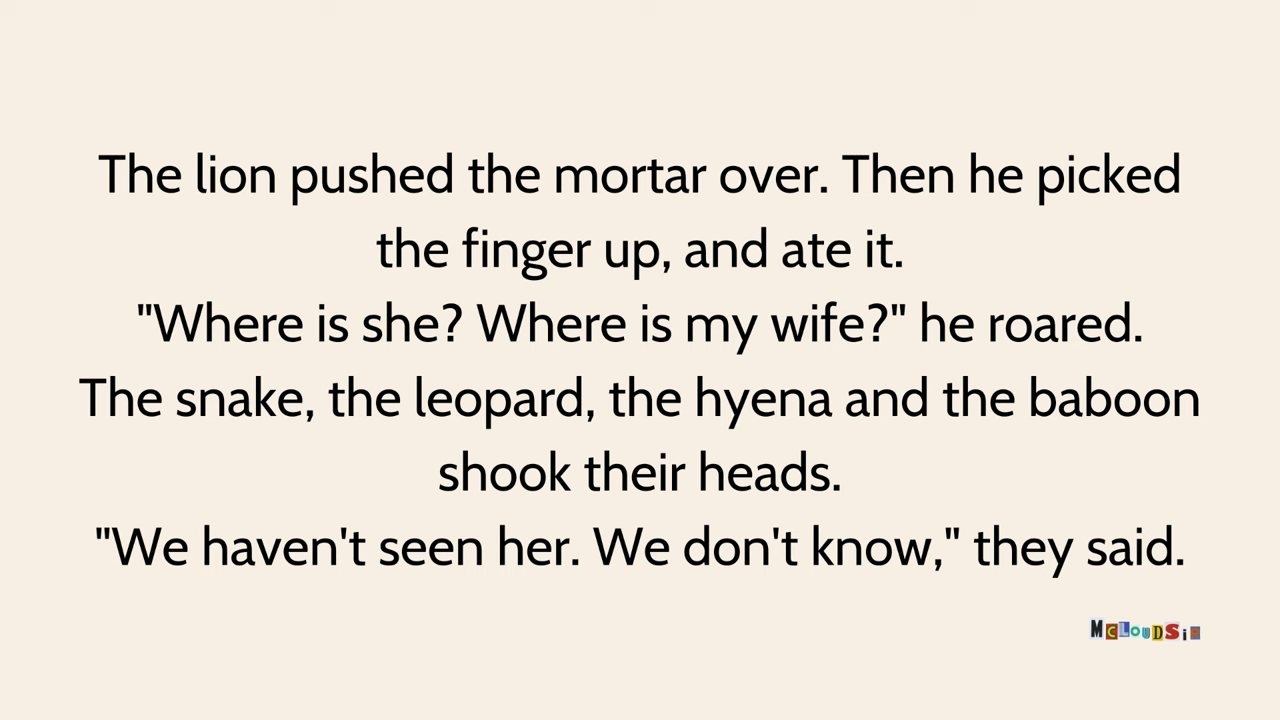 The lion pushed the mortar over. Then he picked
the finger up, and ate it.
"Where is she? Where is my wife?" he roared.
The snake, the leopard, the hyena and the baboon
shook their heads.
"We haven't seen her. We don't know," they said.